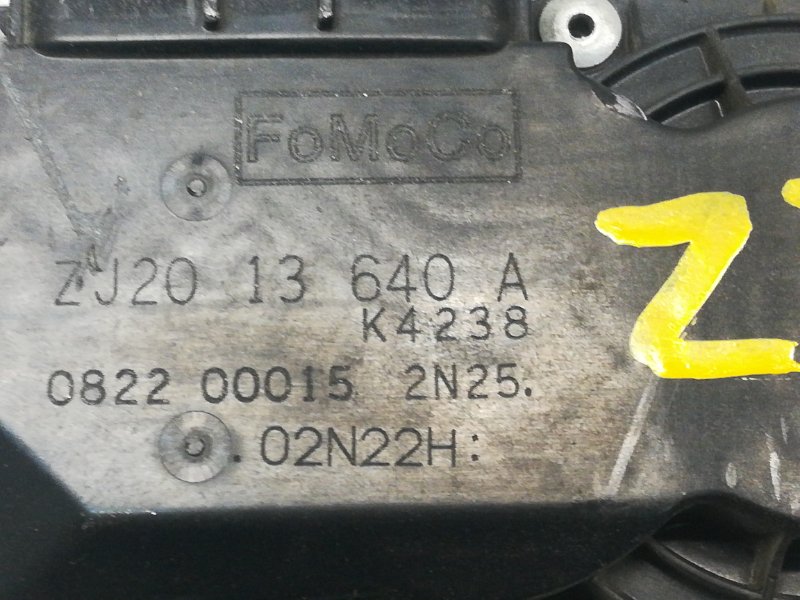 FoMoCo
ZJ20 13 640 A
K4238
0822 00015 2N25.
.02N22H:
Z